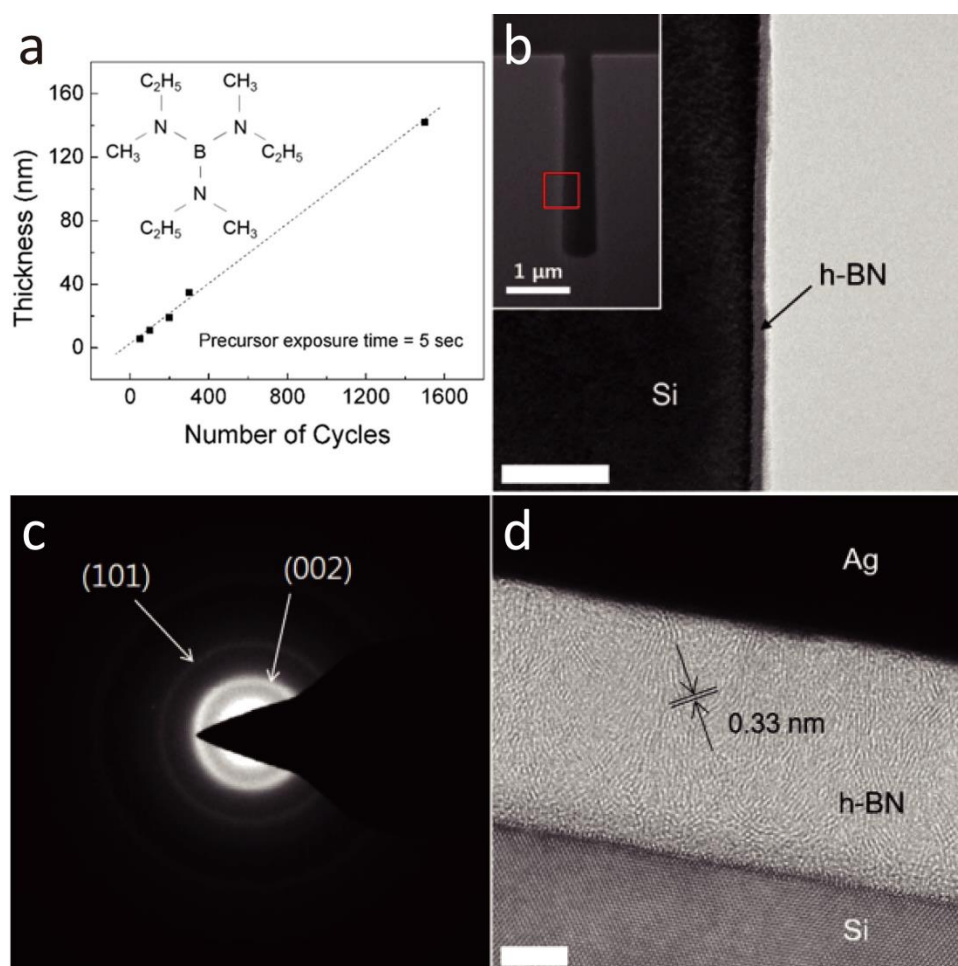 a
Thickness (nm)
160
120
80
40
0
C2H5 CH3
N N
CH3 B C2H5
N
C2H5 CH3
Precursor exposure time = 5 sec
0 400 800 1200 1600
Number of Cycles
b
1 µm
h-BN
Si
c
(101)
(002)
d
Ag
0.33 nm
h-BN
Si